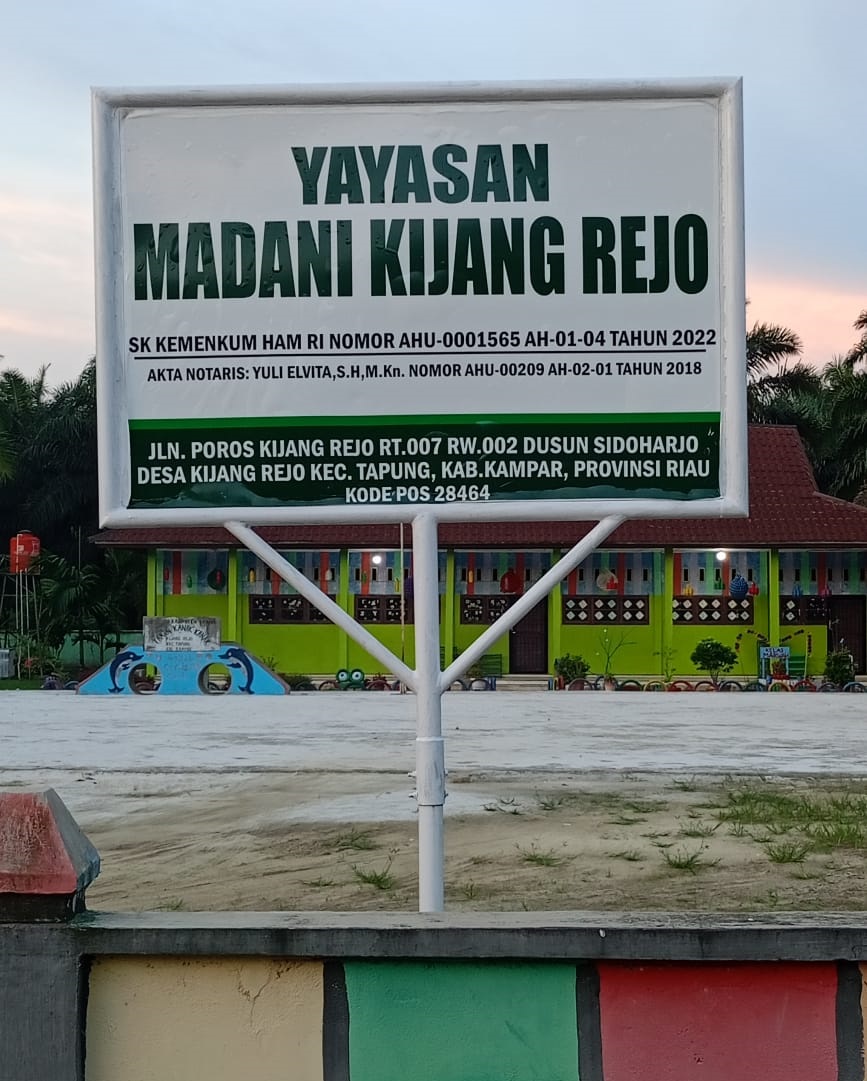 YAYASAN
MADANI KIJANG REJO
SK KEMENKUM HAM RI NOMOR AHU-0001565 AH-01-04 TAHUN 2022
AKTA NOTARIS: YULI ELVITA,S.H,M.Kn. NOMOR AHU-00209 AH-02-01 TAHUN 2018
JLN. POROS KIJANG REJO RT.007 RW.002 DUSUN SIDOHARJO
DESA KIJANG REJO KEC. TAPUNG, KAB.KAMPAR, PROVINSI RIAU
KODE POS 28464